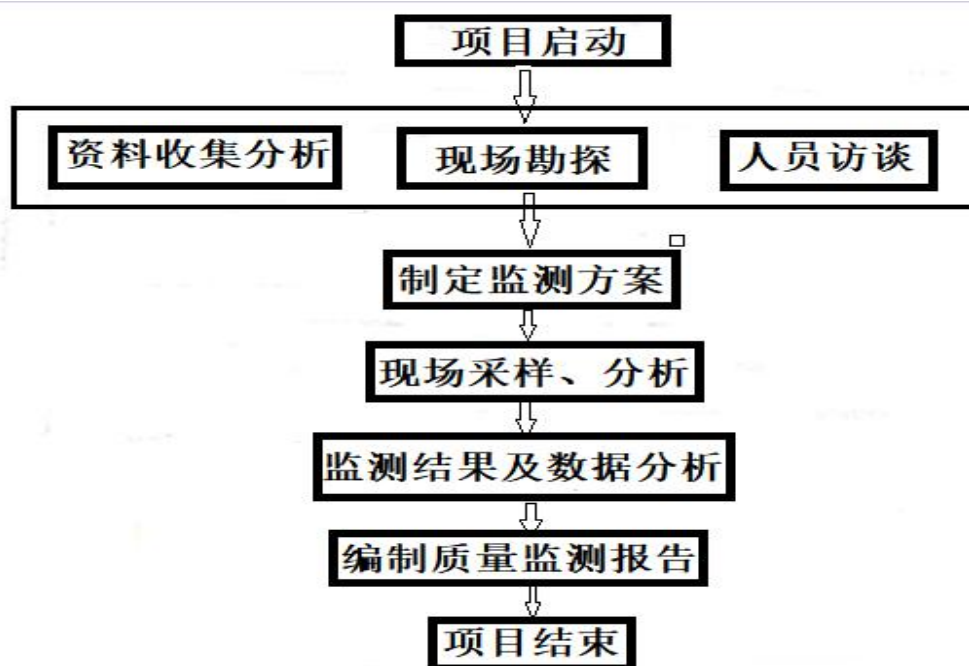 项目启动
资料收集分析 现场勘探 人员访谈
制定监测方案
现场采样、分析
监测结果及数据分析
编制质量监测报告
项目结束